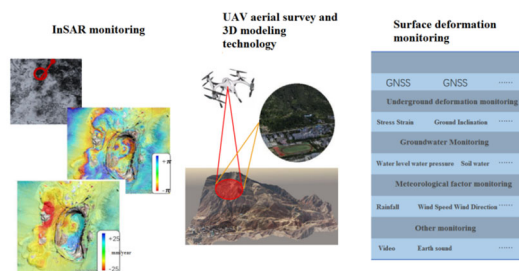 InSAR monitoring
UAV aerial survey and
3D modeling
technology
Surface deformation
monitoring
+π
-π
+25
mm/year
-25
GNSS GNSS ······
Underground deformation monitoring
Stress Strain Ground Inclination ······
Groundwater Monitoring
Water level water pressure Soil water ······
Meteorological factor monitoring
Rainfall Wind Speed Wind Direction ······
Other monitoring
Video Earth sound ······